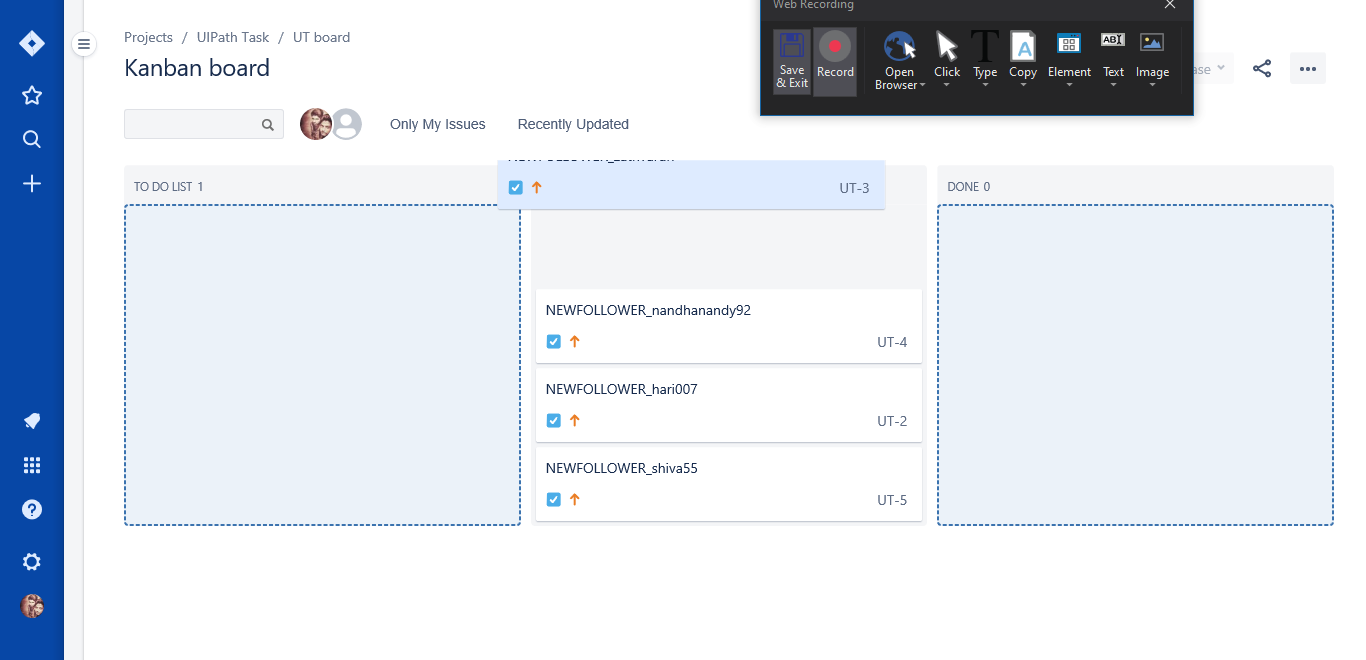 Web Recording
Save & Exit
Record
Open Browser
Click
Type
Copy
Element
Text
Image
Projects / UIPath Task / UT board
Kanban board
Only My Issues
Recently Updated
TO DO LIST 1
UT-3
DONE 0
NEWFOLLOWER_nandhanandy92
UT-4
NEWFOLLOWER_hari007
UT-2
NEWFOLLOWER_shiva55
UT-5